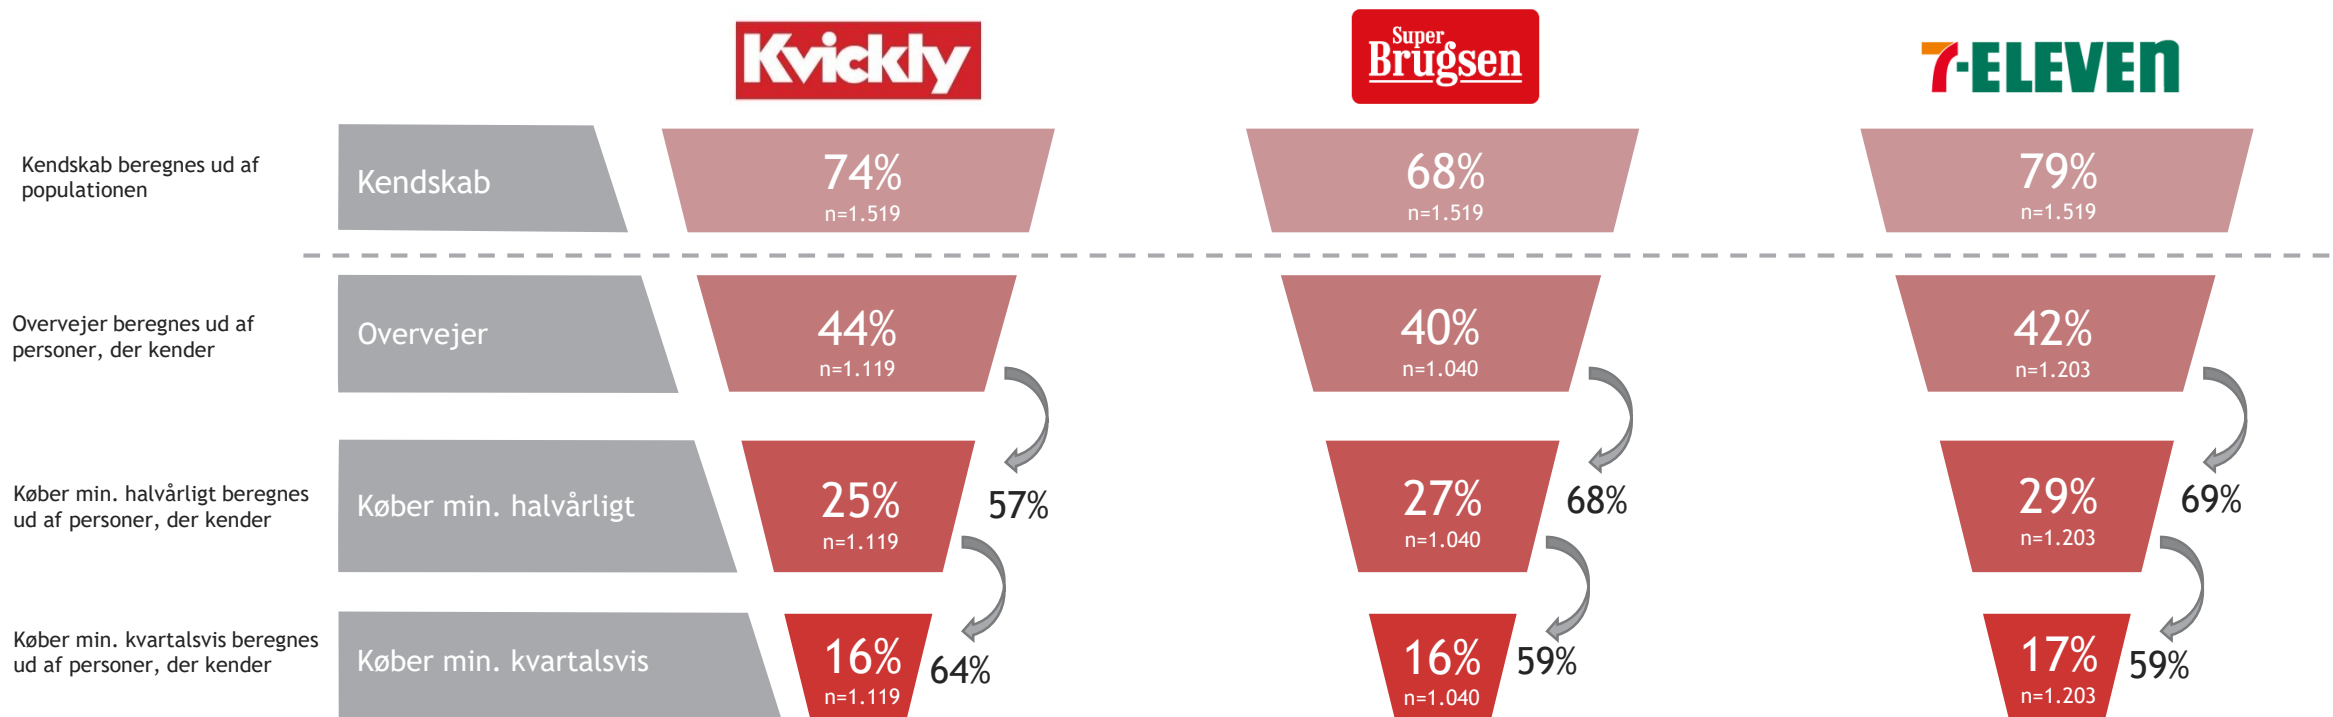 Kvickly
Super
Brugsen
7-ELEVEn
Kendskab beregnes ud af
populationen
Kendskab
74%
n=1.519
68%
n=1.519
79%
n=1.519
Overvejer beregnes ud af
personer, der kender
Overvejer
44%
n=1.119
40%
n=1.040
42%
n=1.203
Køber min. halvårligt beregnes
ud af personer, der kender
Køber min. halvårligt
25%
n=1.119
57%
27%
n=1.040
68%
29%
n=1.203
69%
Køber min. kvartalsvis beregnes
ud af personer, der kender
Køber min. kvartalsvis
16%
n=1.119
64%
16%
n=1.040
59%
17%
n=1.203
59%